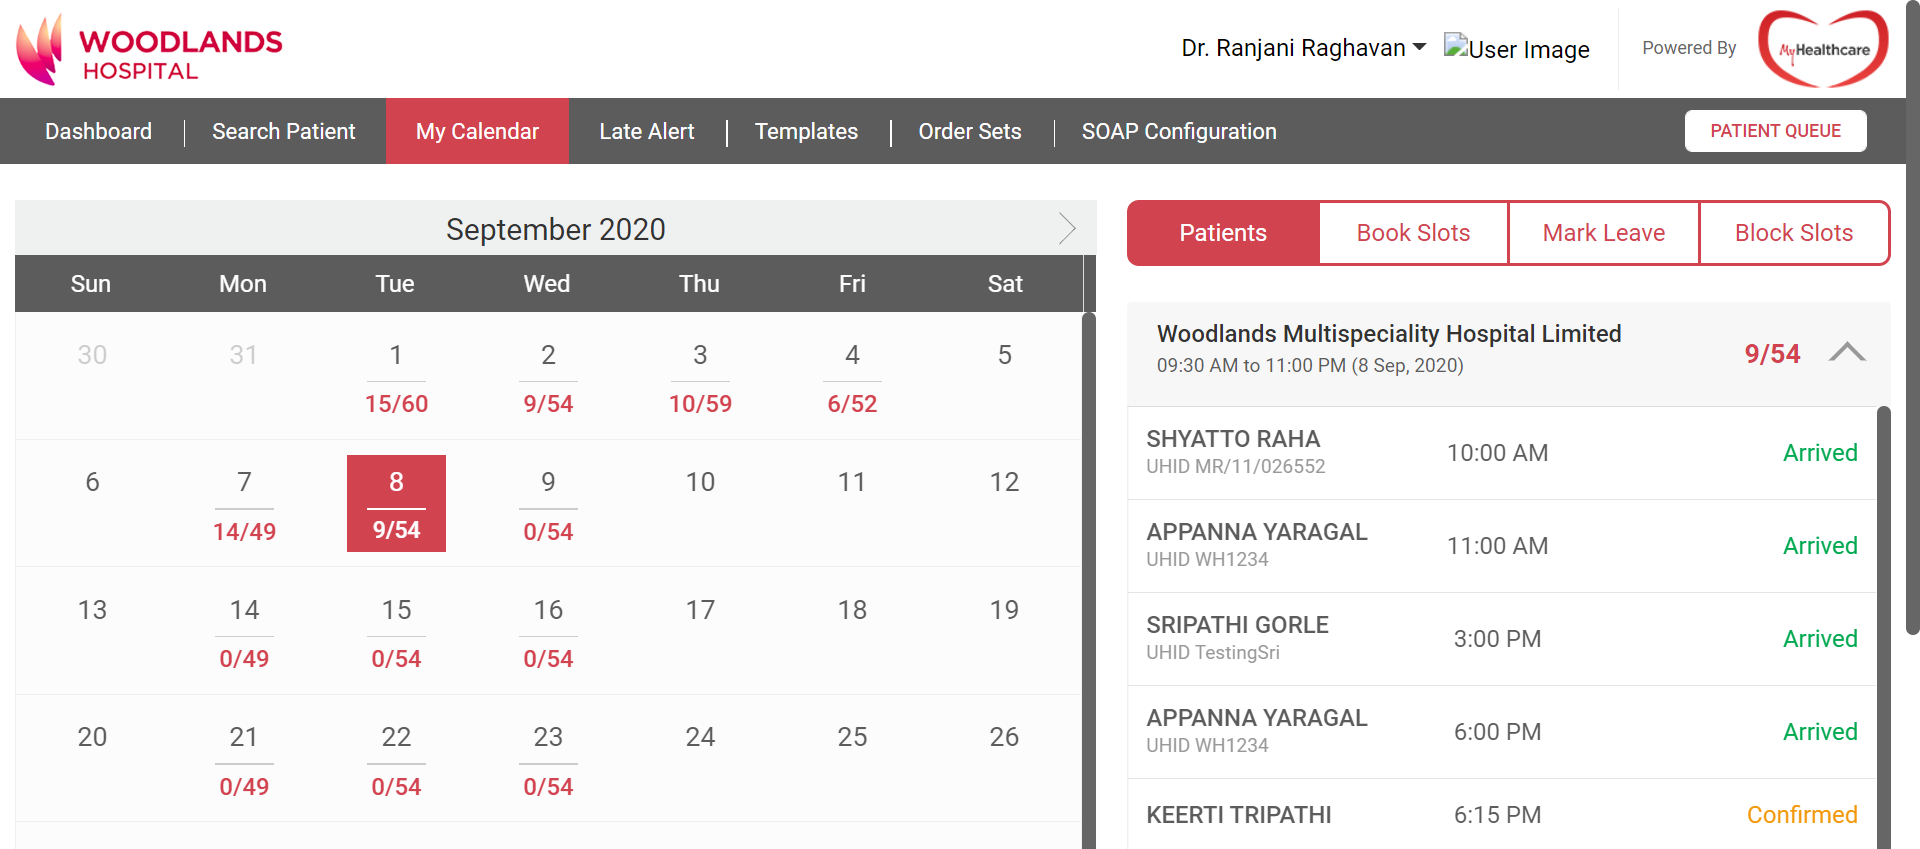 WOODLANDS
HOSPITAL
Dr. Ranjani Raghavan
User Image
Powered By
MyHealthcare
Dashboard
Search Patient
My Calendar
Late Alert
Templates
Order Sets
SOAP Configuration
PATIENT QUEUE
September 2020
Sun Mon Tue Wed Thu Fri Sat
30 31 1 2 3 4 5
15/60 9/54 10/59 6/52
6 7 8 9 10 11 12
14/49 9/54 0/54
13 14 15 16 17 18 19
0/49 0/54 0/54
20 21 22 23 24 25 26
0/49 0/54 0/54
Patients Book Slots Mark Leave Block Slots
Woodlands Multispeciality Hospital Limited
09:30 AM to 11:00 PM (8 Sep, 2020)
9/54
SHYATTO RAHA
UHID MR/11/026552
10:00 AM
Arrived
APPANNA YARAGAL
UHID WH1234
11:00 AM
Arrived
SRIPATHI GORLE
UHID TestingSri
3:00 PM
Arrived
APPANNA YARAGAL
UHID WH1234
6:00 PM
Arrived
KEERTI TRIPATHI
6:15 PM
Confirmed